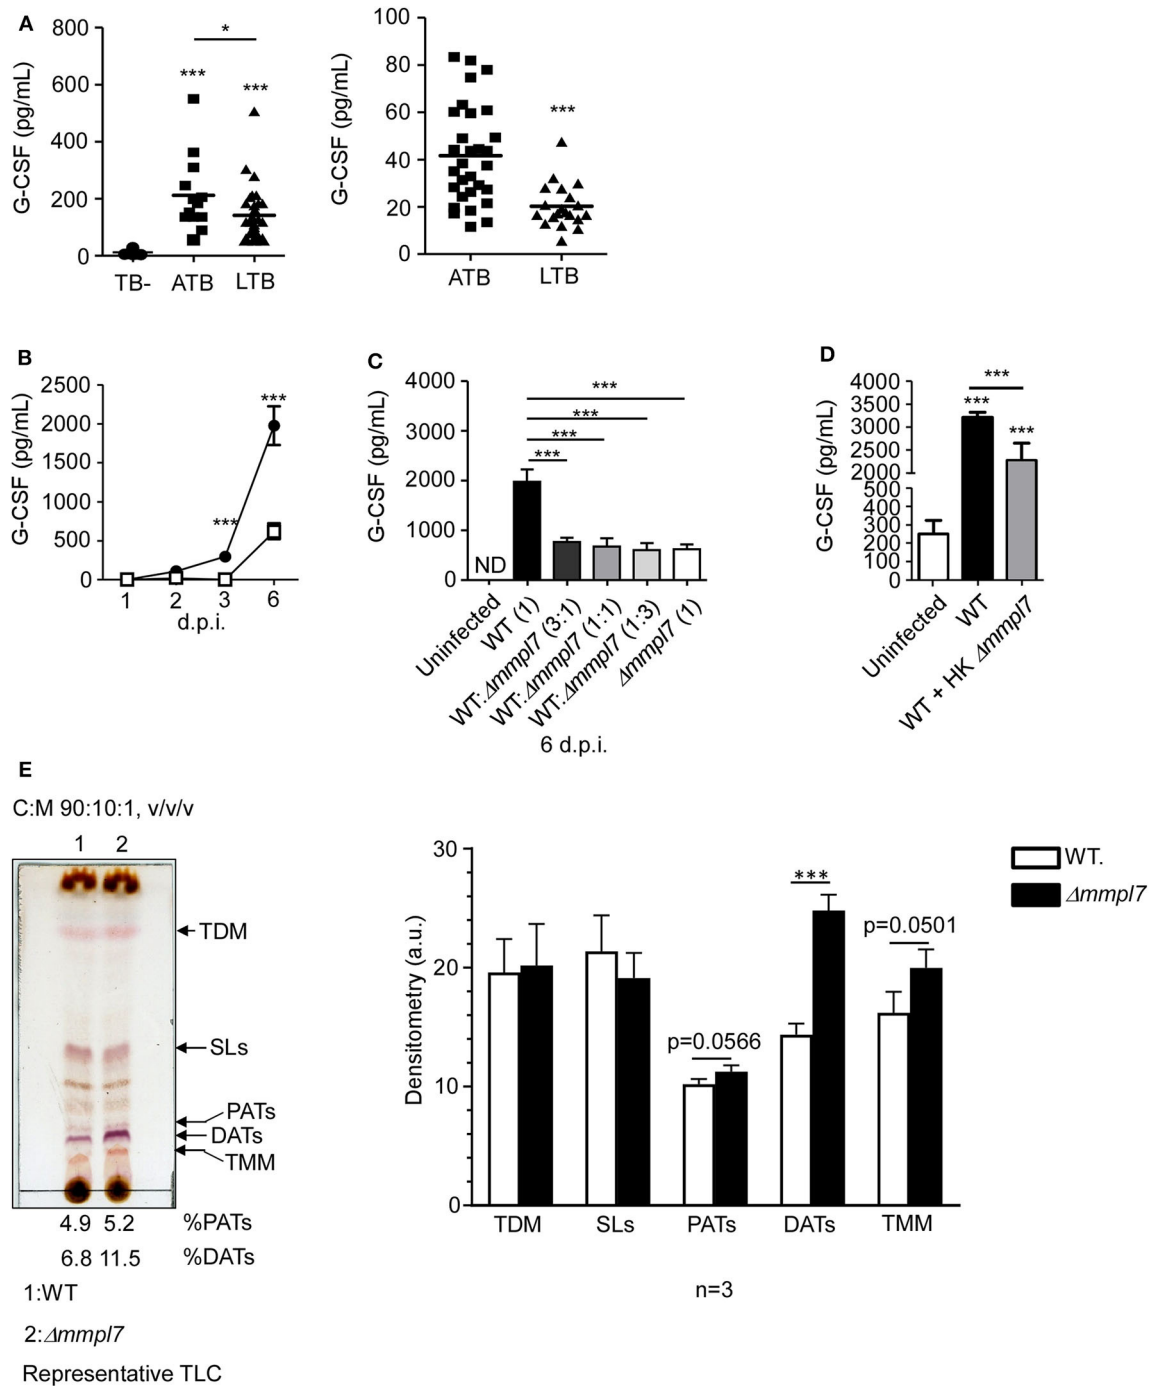 A
800
600
400
200
0
G-CSF (pg/mL)
*
***
***
TB-
ATB
LTB
100
80
60
40
20
0
G-CSF (pg/mL)
***
ATB
LTB
B
2500
2000
1500
1000
500
0
G-CSF (pg/mL)
***
***
1
2
3
6
d.p.i.
C
4000
3000
2000
1000
0
G-CSF (pg/mL)
***
***
***
***
ND
Uninfected
WT (1)
WT:Δmmpl7 (3:1)
WT:Δmmpl7 (1:1)
WT:Δmmpl7 (1:3)
Δmmpl7 (1)
6 d.p.i.
D
4000
3500
3000
2500
2000
500
400
300
200
100
0
G-CSF (pg/mL)
***
***
***
Uninfected
WT
WT + HK Δmmpl7
E
C:M 90:10:1, v/v/v
1 2
TDM
SLs
PATs
DATs
TMM
4.9 5.2 %PATs
6.8 11.5 %DATs
1:WT
2:Δmmpl7
Representative TLC
30
20
10
0
Densitometry (a.u.)
p=0.0566
***
p=0.0501
TDM
SLs
PATs
DATs
TMM
n=3
WT.
Δmmpl7